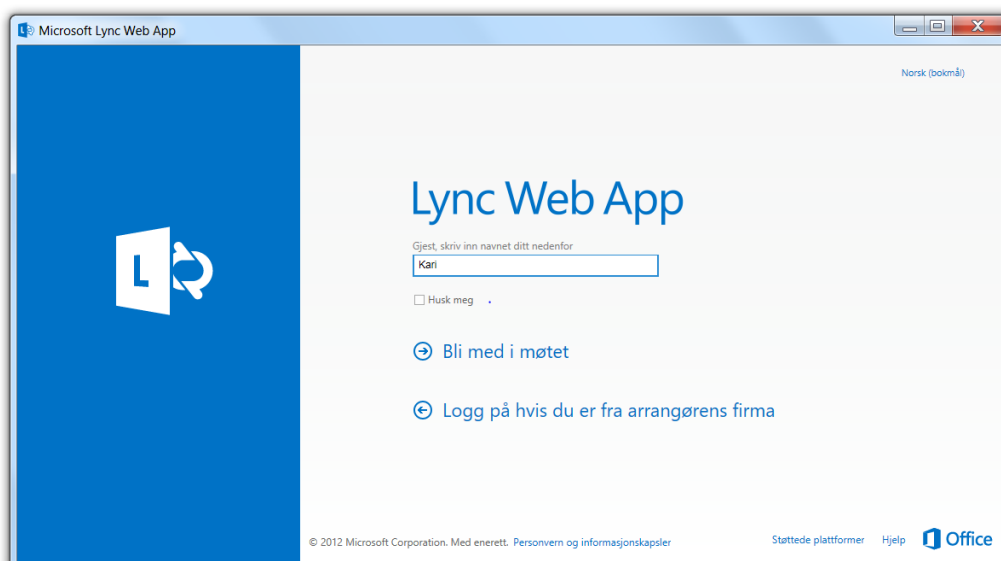 Microsoft Lync Web App
Norsk (bokmål)
Lync Web App
Gjest, skriv inn navnet ditt nedenfor
Kari
Husk meg
Bli med i møtet
Logg på hvis du er fra arrangørens firma
© 2012 Microsoft Corporation. Med enerett. Personvern og informasjonskapsler
Støttede plattformer Hjelp Office